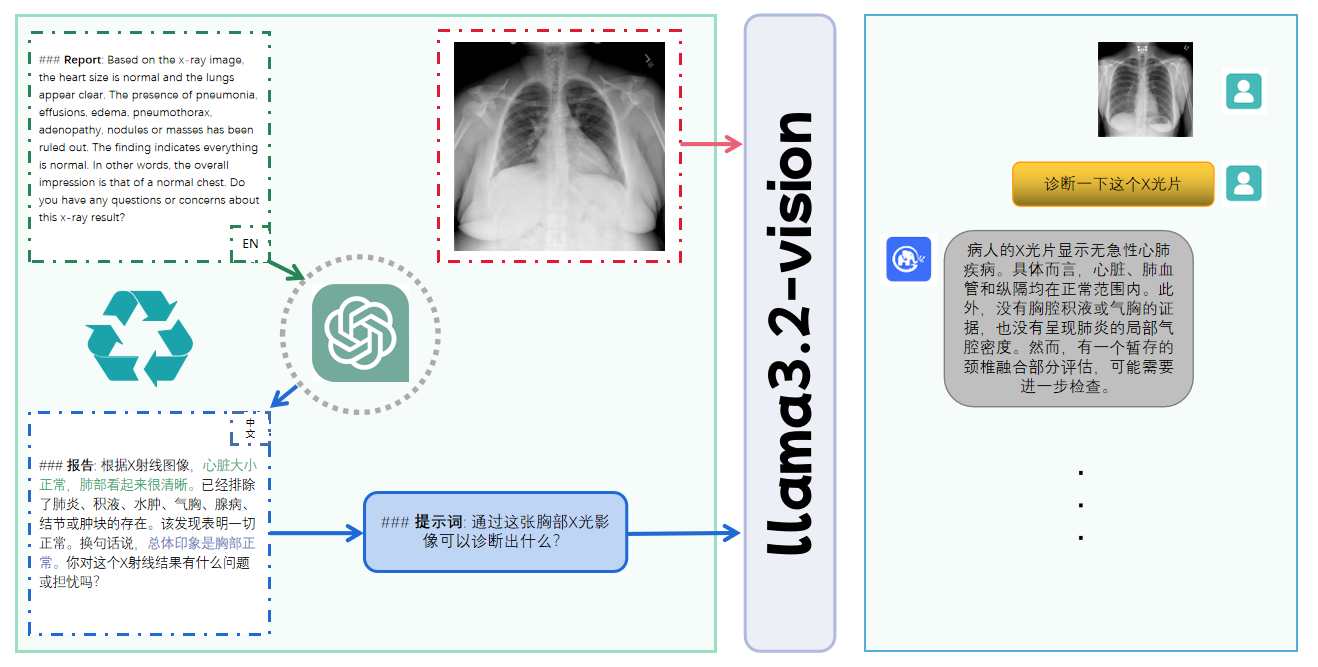 ### Report: Based on the x-ray image,
the heart size is normal and the lungs
appear clear. The presence of pneumonia,
effusions, edema, pneumothorax,
adenopathy, nodules or masses has been
ruled out. The finding indicates everything
is normal. In other words, the overall
impression is that of a normal chest. Do
you have any questions or concerns about
this x-ray result?
EN
中
文
### 报告: 根据X射线图像，心脏大小
正常，肺部看起来很清晰。已经排除
了肺炎、积液、水肿、气胸、腺病、
结节或肿块的存在。该发现表明一切
正常。换句话说，总体印象是胸部正
常。你对这个X射线结果有什么问题
或担忧吗？
### 提示词: 通过这张胸部X光影
像可以诊断出什么？
llama3.2-vision
诊断一下这个X光片
病人的X光片显示无急性心肺
疾病。具体而言，心脏、肺血
管和纵隔均在正常范围内。此
外，没有胸腔积液或气胸的证
据，也没有呈现肺炎的局部气
腔密度。然而，有一个暂存的
颈椎融合部分评估，可能需要
进一步检查。